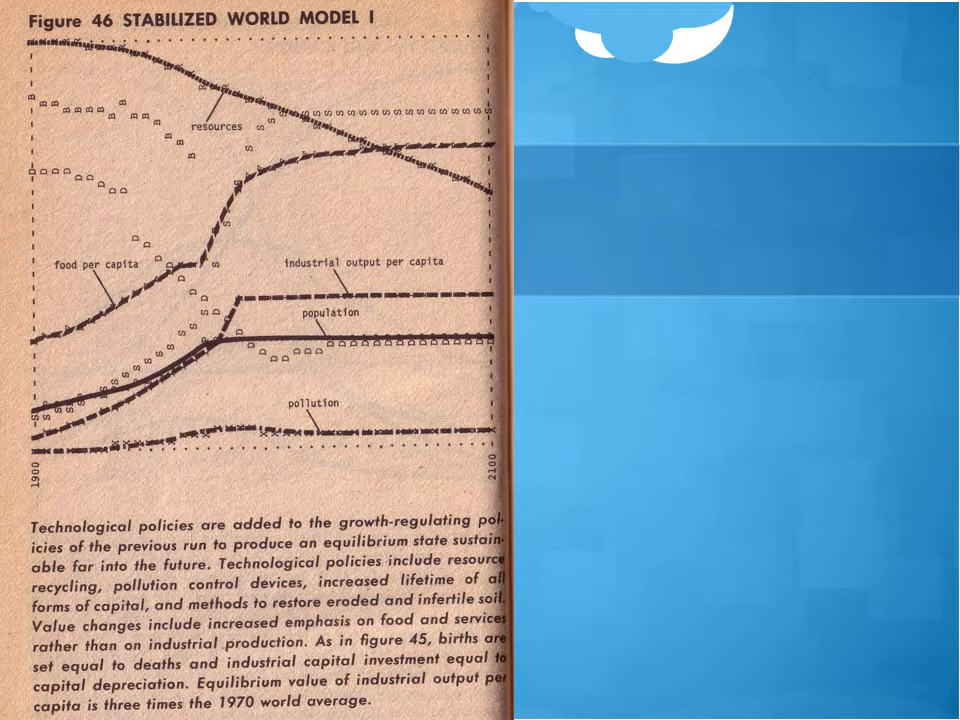 Figure 46 STABILIZED WORLD MODEL I
resources
food per capita
industrial output per capita
population
pollution
1900
2100
Technological policies are added to the growth-regulating pol-
icies of the previous run to produce an equilibrium state sustain-
able far into the future. Technological policies include resource
recycling, pollution control devices, increased lifetime of all
forms of capital, and methods to restore eroded and infertile soil.
Value changes include increased emphasis on food and services
rather than on industrial production. As in figure 45, births are
set equal to deaths and industrial capital investment equal to
capital depreciation. Equilibrium value of industrial output per
capita is three times the 1970 world average.